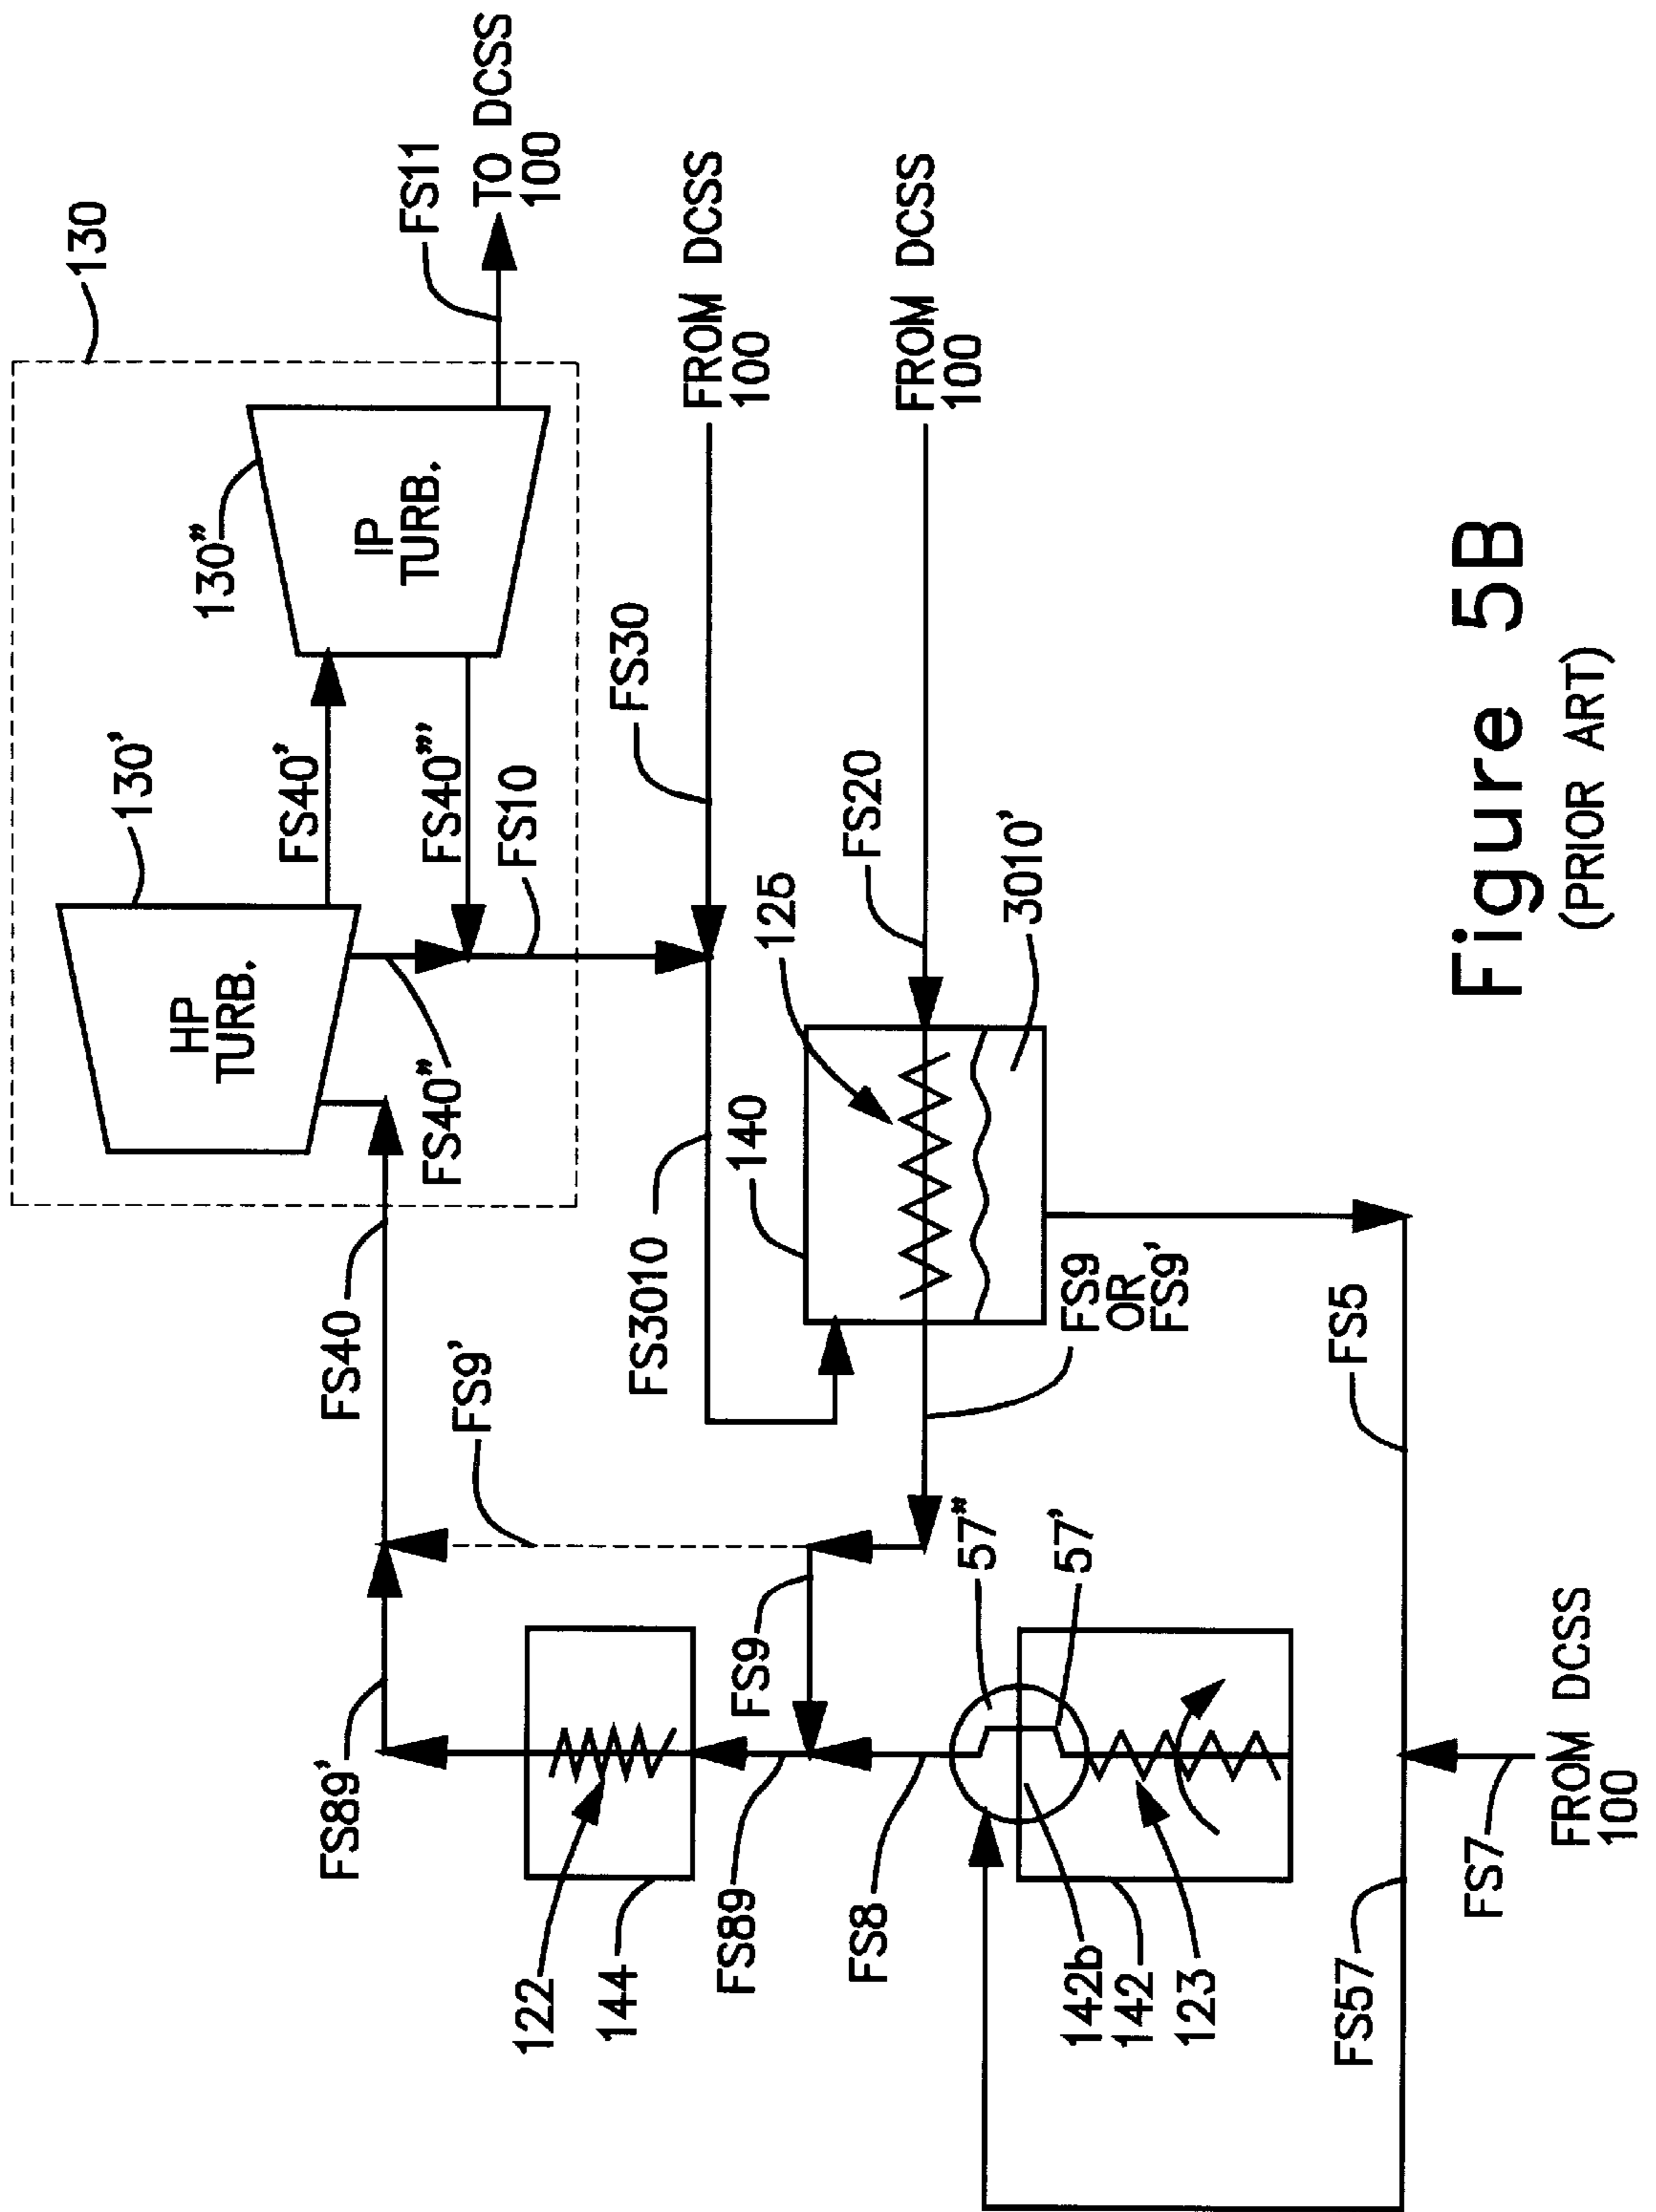 130
130'
HP
TURB.
130"
IP
TURB.
FS11
TO DCSS
100
FS40'
FS40"'
FS40"
FS10
FS40
FS30
FROM DCSS
100
FS89'
FS9'
FS3010
122
144
140
125
FS20
FROM DCSS
100
FS89
FS9
FS8
57"
57'
3010'
FS9
OR
FS9'
142b
142
123
FS5
FS57
FS7
FROM DCSS
100
Figure 5B
(PRIOR ART)